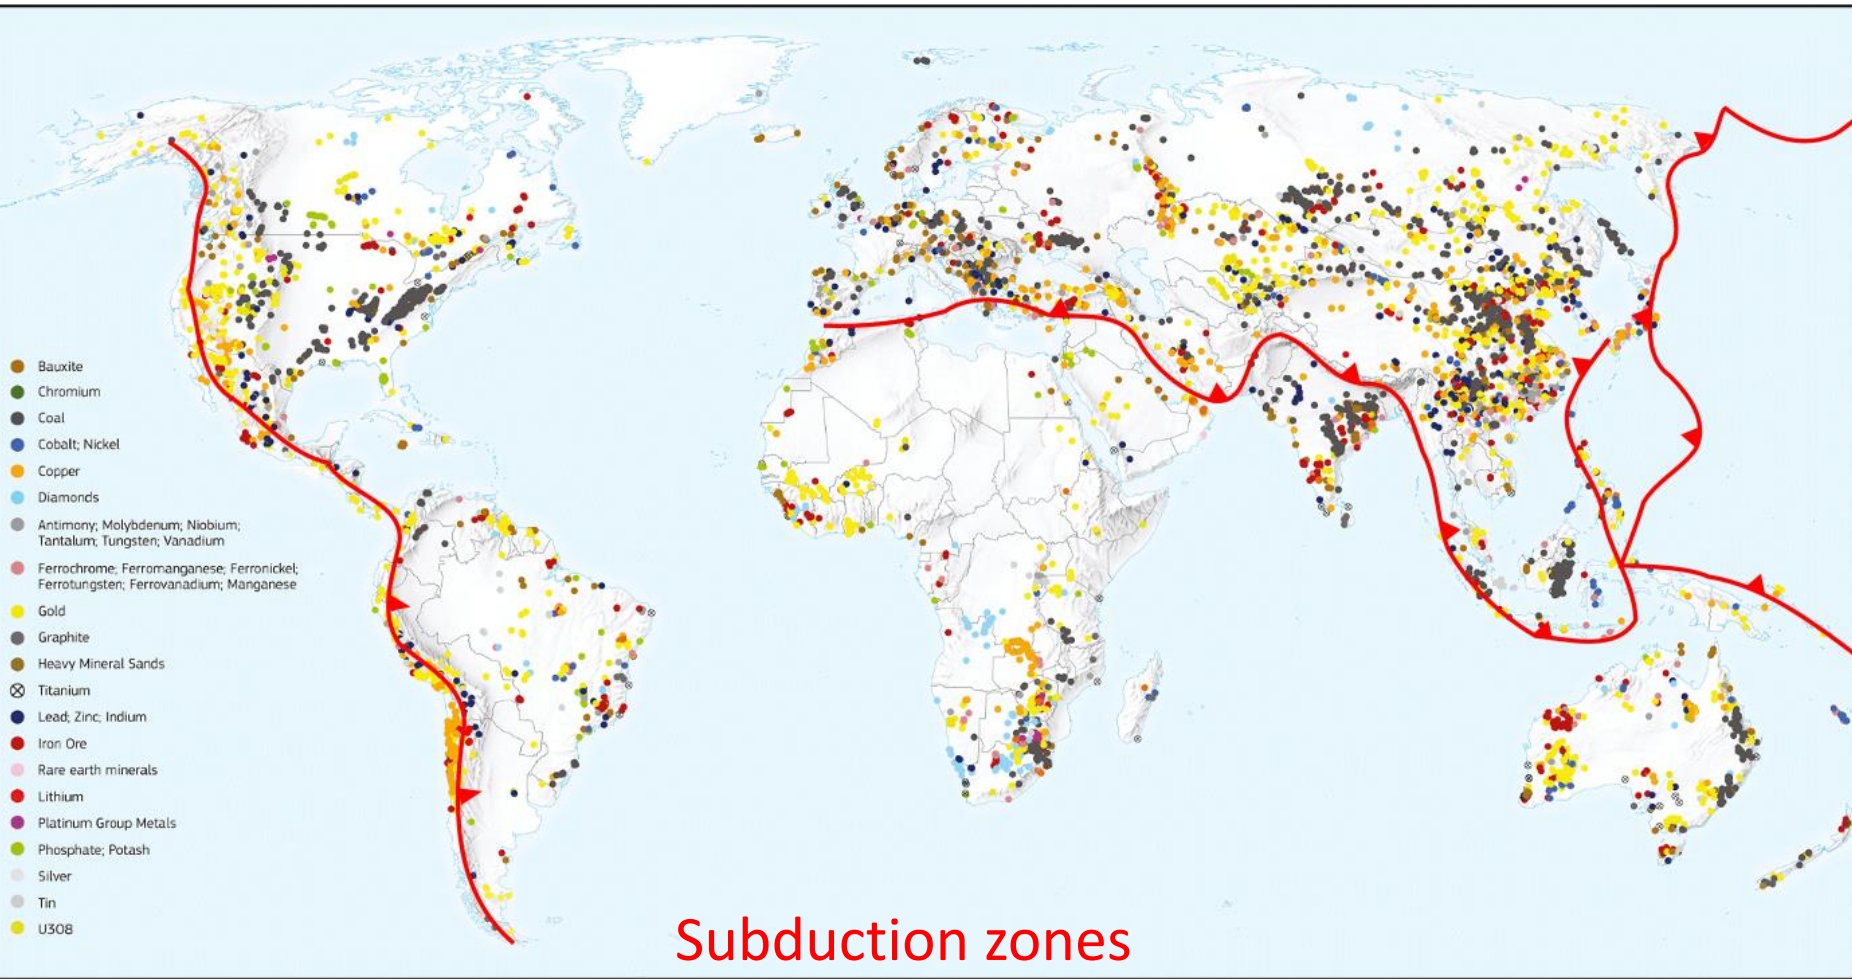 Bauxite
Chromium
Coal
Cobalt; Nickel
Copper
Diamonds
Antimony; Molybdenum; Niobium;
Tantalum; Tungsten; Vanadium
Ferrochrome; Ferromanganese; Ferronickel;
Ferrotungsten; Ferrovanadium; Manganese
Gold
Graphite
Heavy Mineral Sands
Titanium
Lead; Zinc; Indium
Iron Ore
Rare earth minerals
Lithium
Platinum Group Metals
Phosphate; Potash
Silver
Tin
U308
Subduction zones